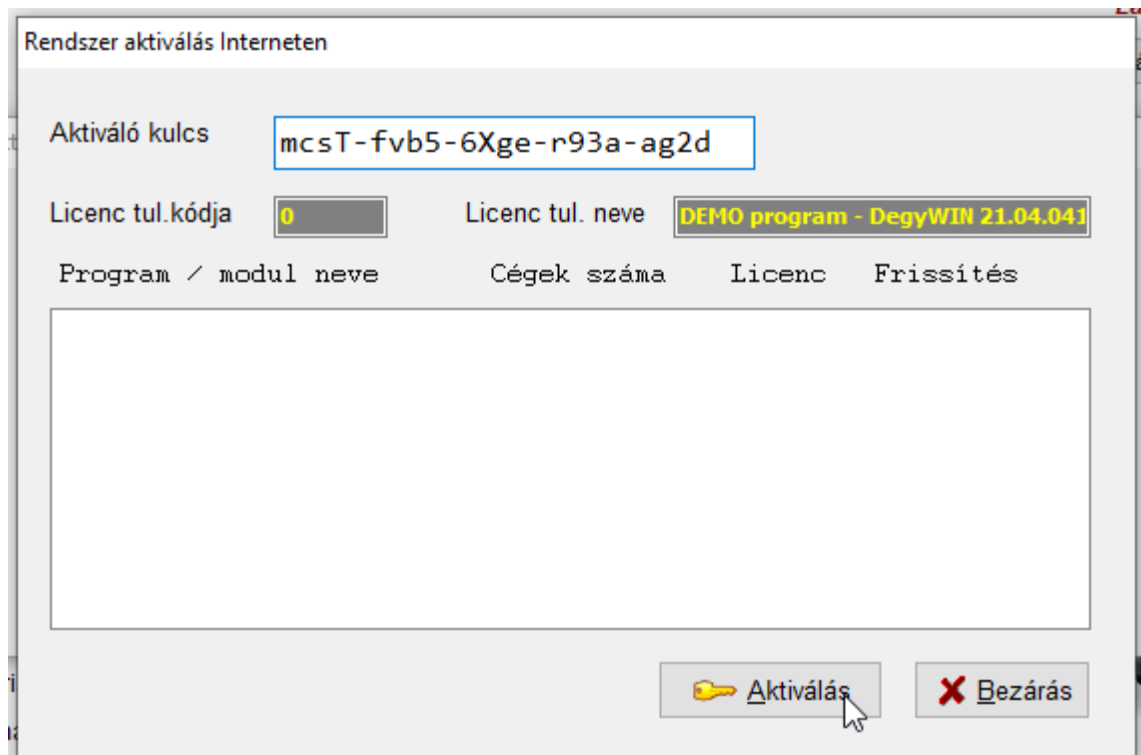 Rendszer aktiválás Interneten
Aktiváló kulcs mcsT-fvb5-6Xge-r93a-ag2d
Licenc tul.kódja 0 Licenc tul. neve DEMO program - DegyWIN 21.04.041
Program / modul neve Cégek száma Licenc Frissítés
Aktiválás Bezárás